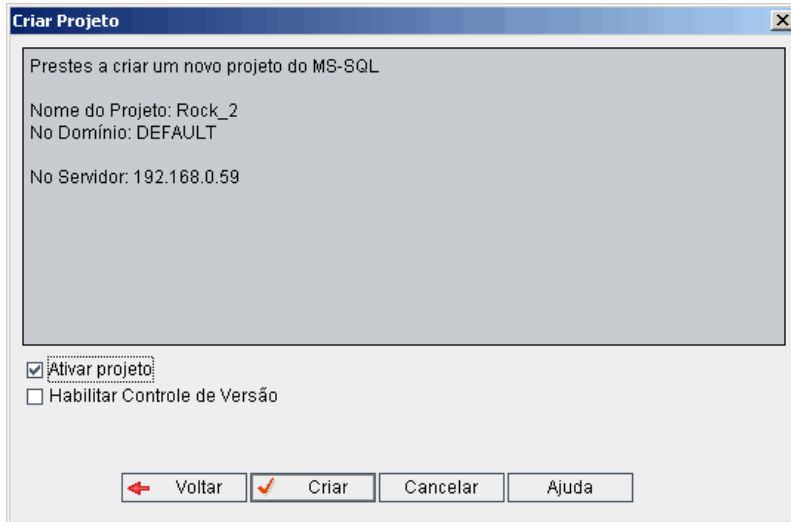 Criar Projeto
Prestes a criar um novo projeto do MS-SQL
Nome do Projeto: Rock_2
No Domínio: DEFAULT
No Servidor: 192.168.0.59
Ativar projeto
Habilitar Controle de Versão
Voltar
Criar
Cancelar
Ajuda